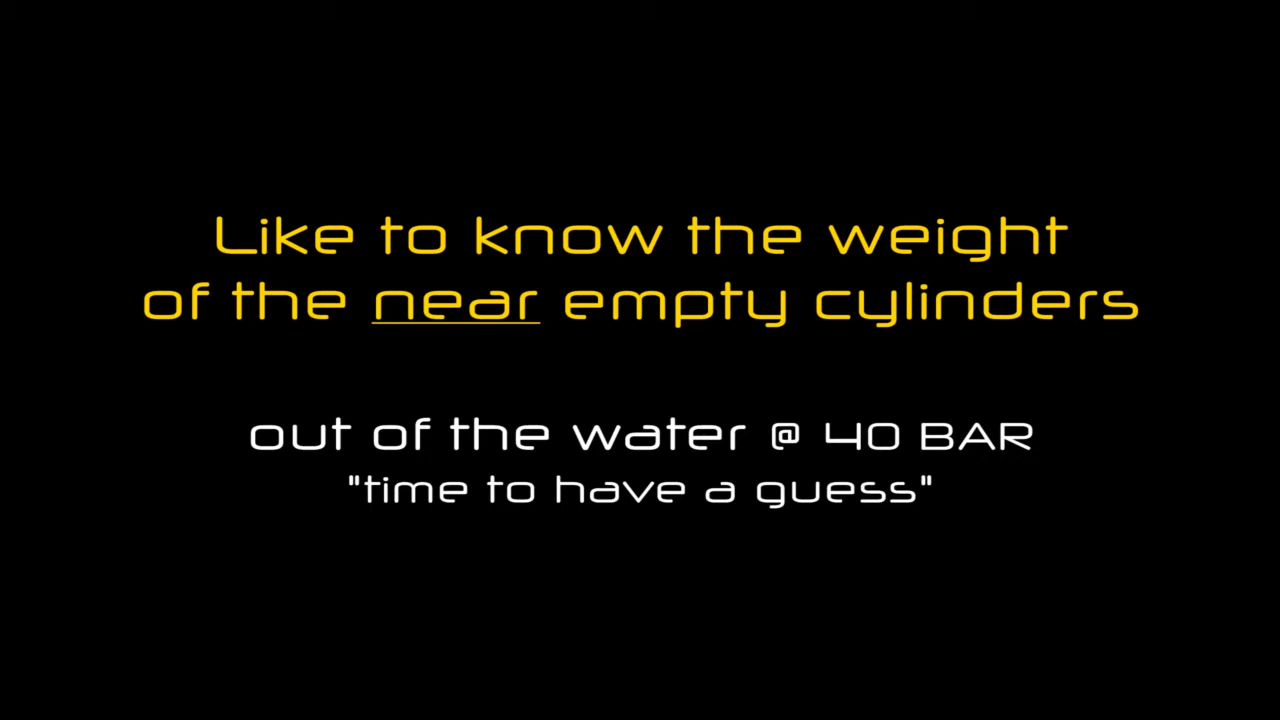 Like to know the weight
of the near empty cylinders
out of the water @ 40 BAR
"time to have a guess"